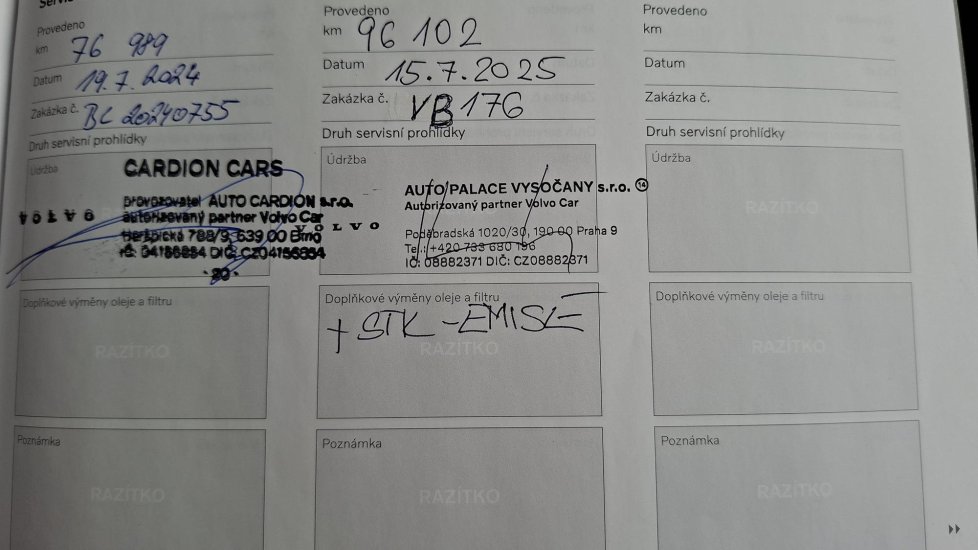 Provedeno
km 76 989
Datum 19.7.2024
Zakázka č. BC 20240755
Druh servisní prohlídky
Údržba
CARDION CARS
provozovatel AUTO CARDION s.r.o.
autorizovaný partner Volvo Car
VOLVO
Heršpická 788/9, 639 00 Brno
IČ: 04156854 DIČ: CZ04156854
20
Doplňkové výměny oleje a filtru
RAZÍTKO
Poznámka
RAZÍTKO
Provedeno
km 96 102
Datum 15.7.2025
Zakázka č. VB176
Druh servisní prohlídky
Údržba
AUTO PALACE VYSOČANY s.r.o. 14
Autorizovaný partner Volvo Car
VOLVO
Poděbradská 1020/30, 190 00 Praha 9
Tel.: +420 733 680 196
IČ: 08882371 DIČ: CZ08882371
Doplňkové výměny oleje a filtru
+ STK - EMISE
RAZÍTKO
Poznámka
RAZÍTKO
Provedeno
km
Datum
Zakázka č.
Druh servisní prohlídky
Údržba
RAZÍTKO
Doplňkové výměny oleje a filtru
RAZÍTKO
Poznámka
RAZÍTKO